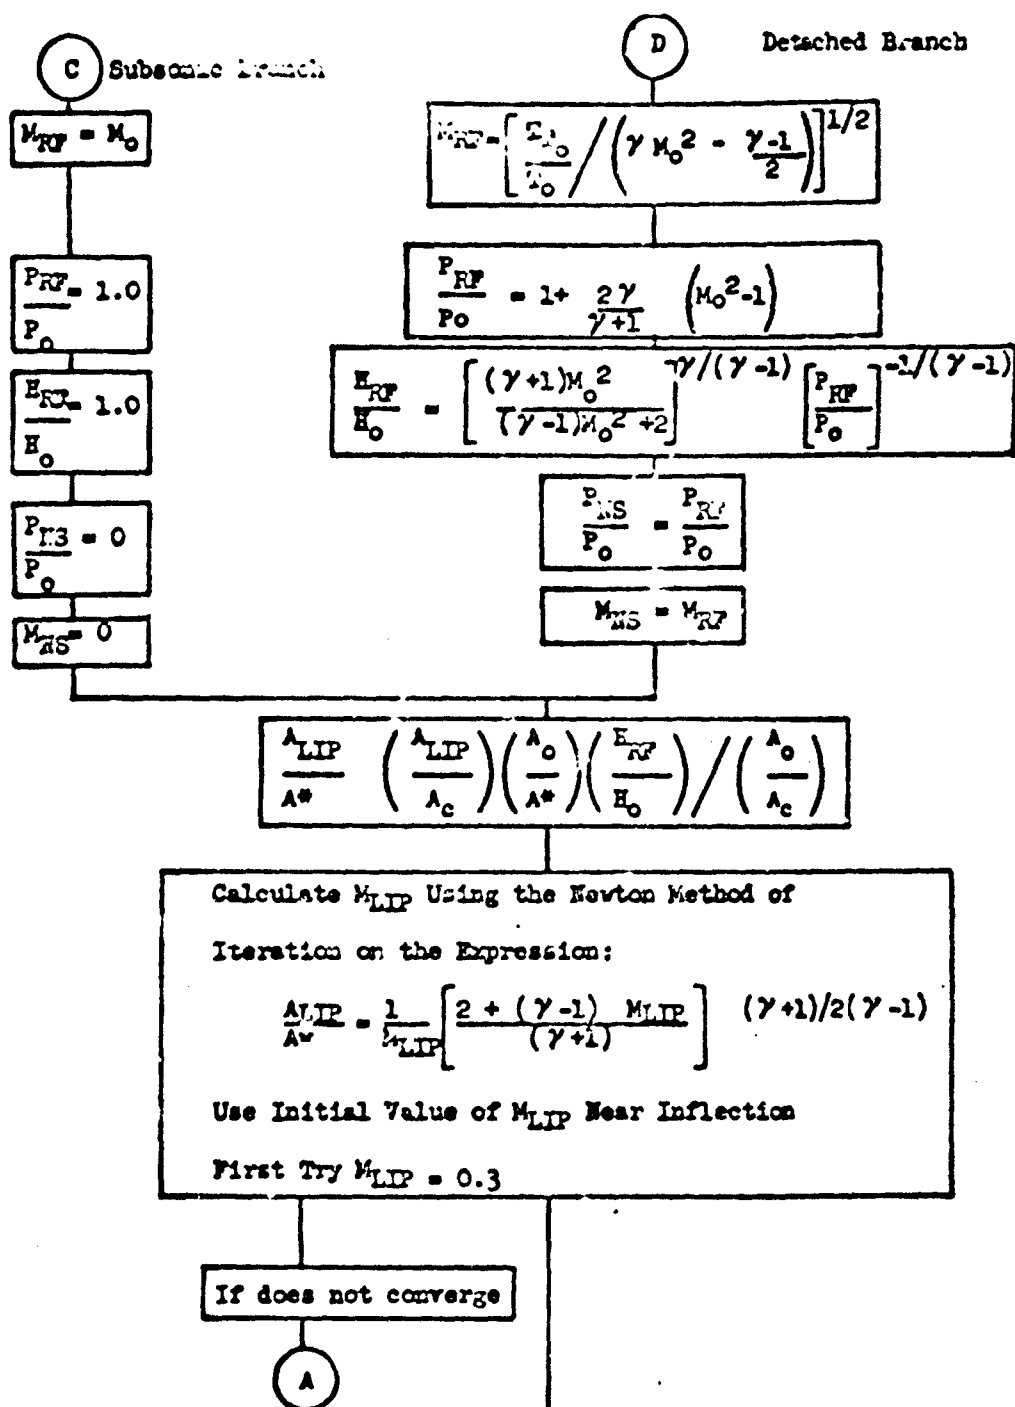 C Subsonic Branch
M_RF = M_o
P_RF / P_o = 1.0
H_RF / H_o = 1.0
P_NS / P_o = 0
M_NS = 0
D Detached Branch
M_RF = [ T_T_o / T_o / ( γ M_o^2 - (γ-1) / 2 ) ]^1/2
P_RF / P_o = 1 + 2γ / (γ+1) (M_o^2-1)
H_RF / H_o = [ (γ+1)M_o^2 / ((γ-1)M_o^2 +2) ]^γ/(γ-1) [ P_RF / P_o ]^-1/(γ-1)
P_NS / P_o = P_RF / P_o
M_NS = M_RF
A_LIP / A* (A_LIP / A_c) (A_o / A*) (H_RF / H_o) / (A_o / A_c)
Calculate M_LIP Using the Newton Method of
Iteration on the Expression:
A_LIP / A* = 1 / M_LIP [ 2 + (γ-1) M_LIP / (γ+1) ] (γ+1)/2(γ-1)
Use Initial Value of M_LIP Near Inflection
First Try M_LIP = 0.3
If does not converge
A